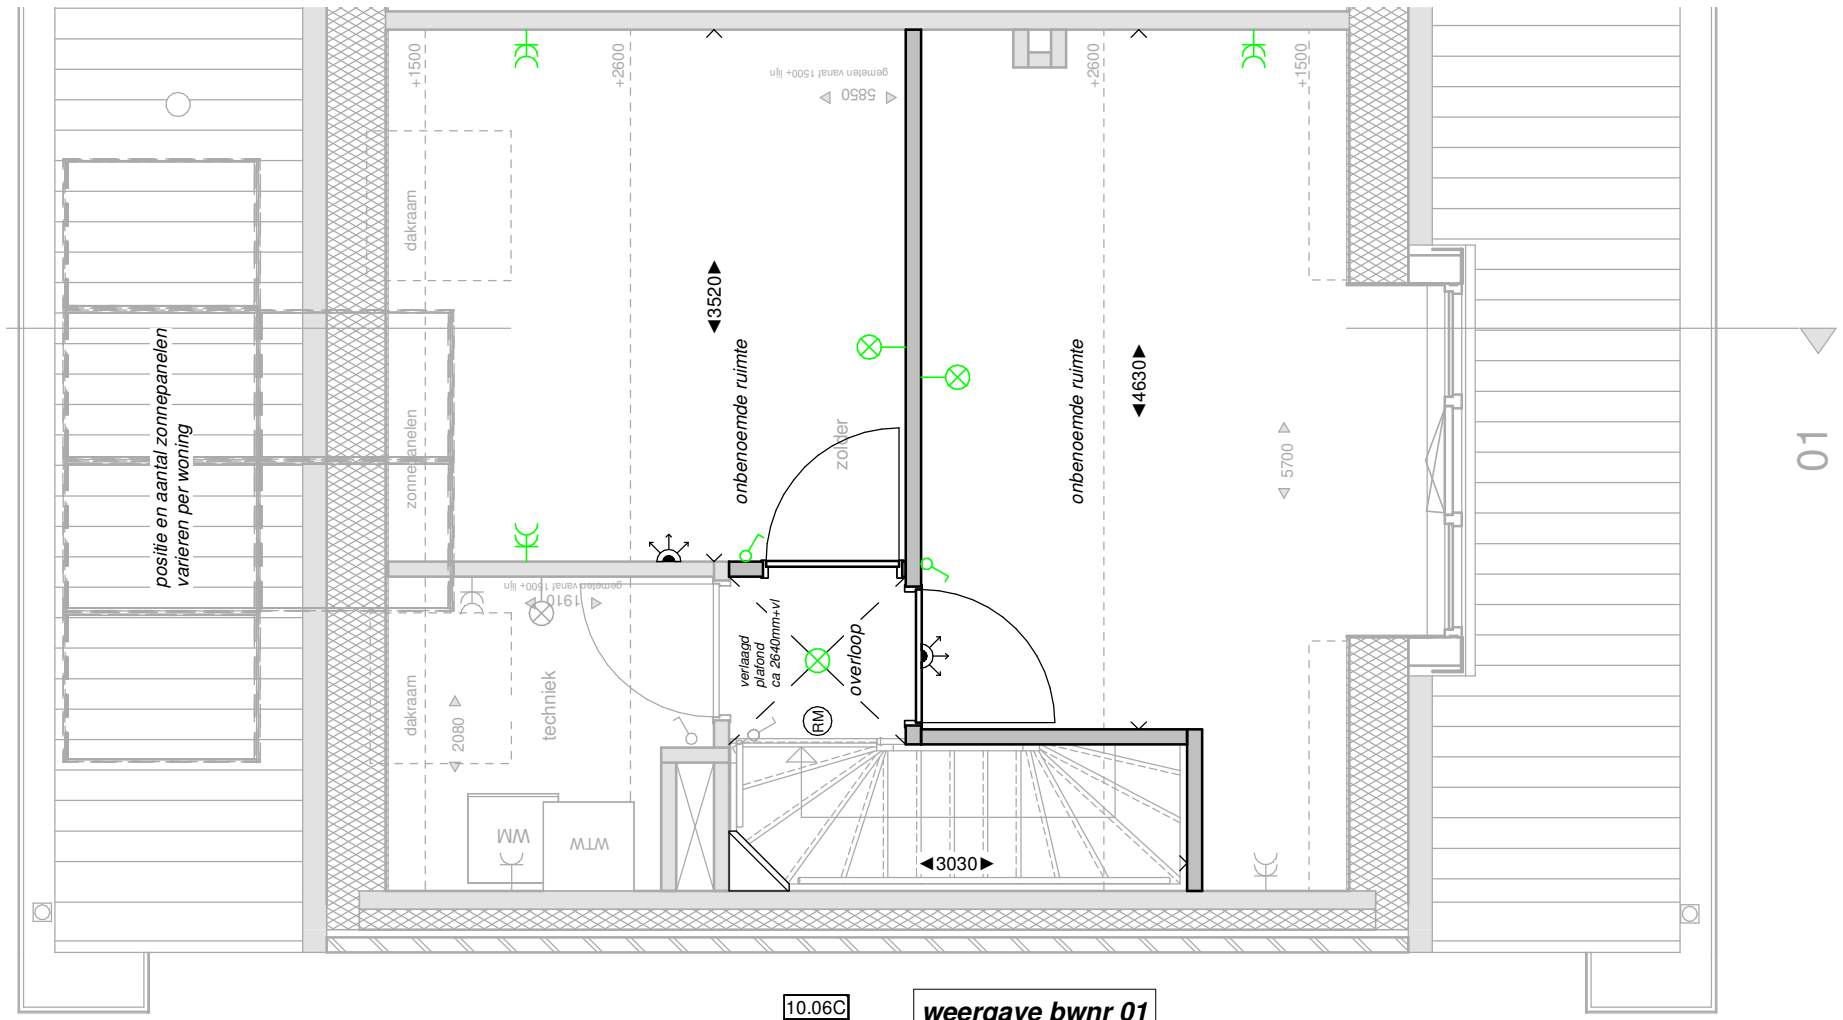 +1500
+2600
gemeten vanaf 1500+ lijn
5850
+2600
+1500
dakraam
3520
onbenoemde ruimte
zolder
onbenoemde ruimte
4630
5700
01
positie en aantal zonnepanelen
varieren per woning
zonnepanelen
gemeten vanaf 1500+ lijn
1910
verlaagd
plafond
ca 2640mm+vl
overloop
RM
dakraam
2080
techniek
WM
WTW
3030
10.06C
weergave bwnr 01